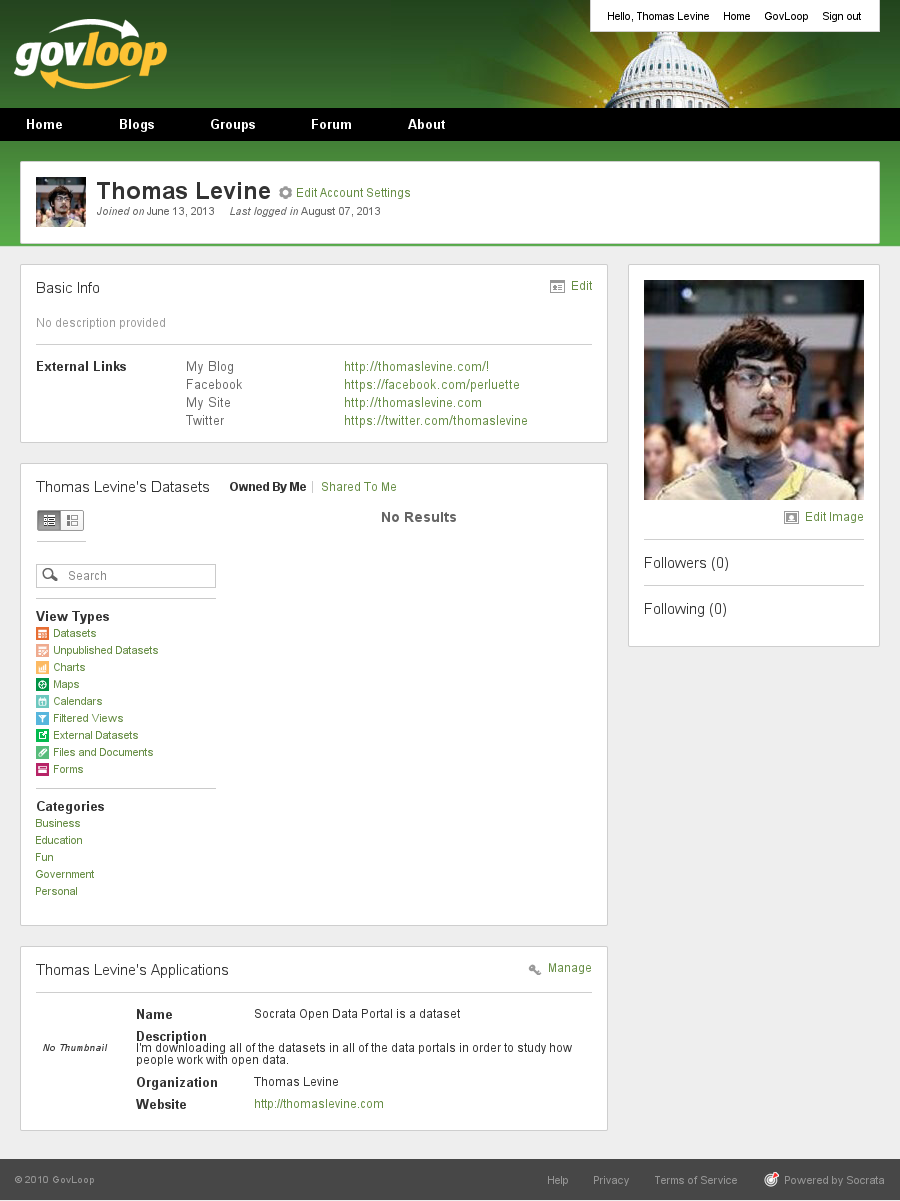 Hello, Thomas Levine Home GovLoop Sign out
govloop
Home Blogs Groups Forum About
Thomas Levine Edit Account Settings
Joined on June 13, 2013 Last logged in August 07, 2013
Basic Info Edit
No description provided
External Links My Blog http://thomaslevine.com/!
Facebook https://facebook.com/perluette
My Site http://thomaslevine.com
Twitter https://twitter.com/thomaslevine
Edit Image
Followers (0)
Following (0)
Thomas Levine's Datasets Owned By Me Shared To Me
No Results
Search
View Types
Datasets
Unpublished Datasets
Charts
Maps
Calendars
Filtered Views
External Datasets
Files and Documents
Forms
Categories
Business
Education
Fun
Government
Personal
Thomas Levine's Applications Manage
No Thumbnail
Name Socrata Open Data Portal is a dataset
Description
I'm downloading all of the datasets in all of the data portals in order to study how
people work with open data.
Organization Thomas Levine
Website http://thomaslevine.com
© 2010 GovLoop Help Privacy Terms of Service Powered by Socrata